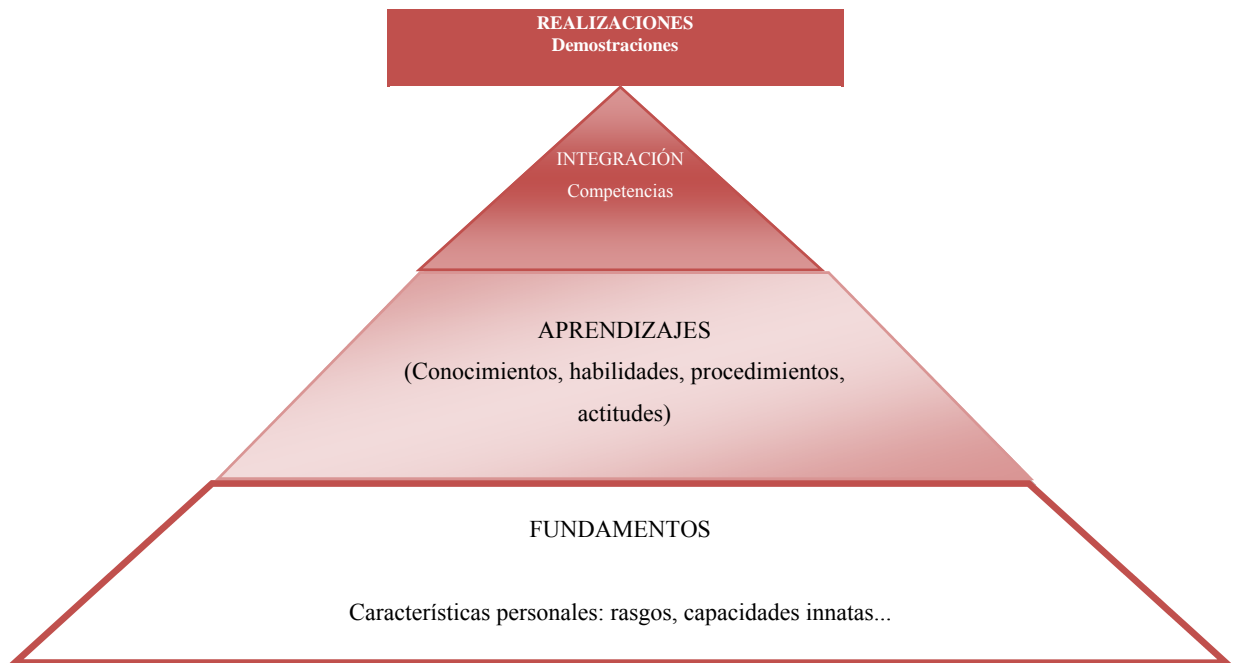 REALIZACIONES
Demostraciones
INTEGRACIÓN
Competencias
APRENDIZAJES
(Conocimientos, habilidades, procedimientos,
actitudes)
FUNDAMENTOS
Características personales: rasgos, capacidades innatas...